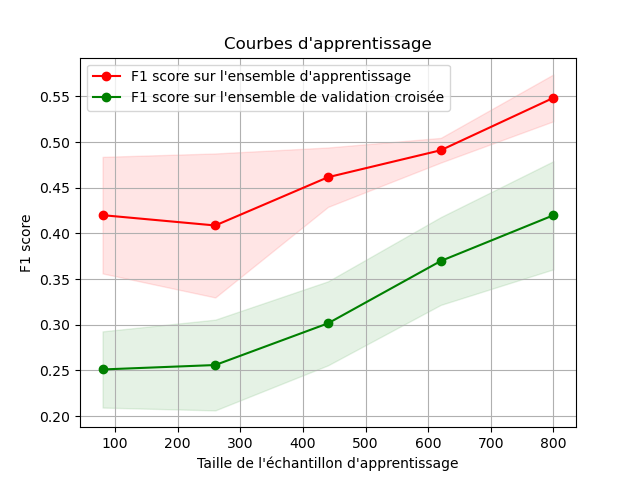 Courbes d'apprentissage
F1 score sur l'ensemble d'apprentissage
F1 score sur l'ensemble de validation croisée
F1 score
0.55
0.50
0.45
0.40
0.35
0.30
0.25
0.20
100 200 300 400 500 600 700 800
Taille de l'échantillon d'apprentissage